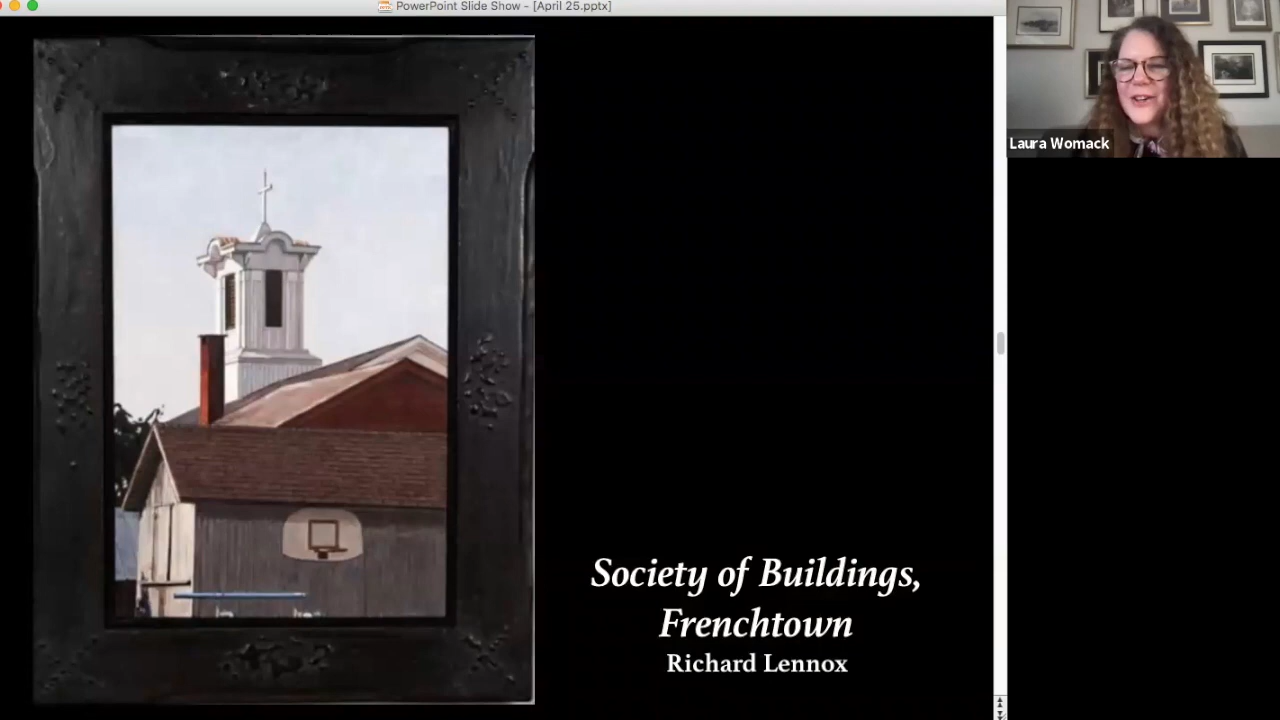 PowerPoint Slide Show - [April 25.pptx]
Laura Womack
Society of Buildings,
Frenchtown
Richard Lennox